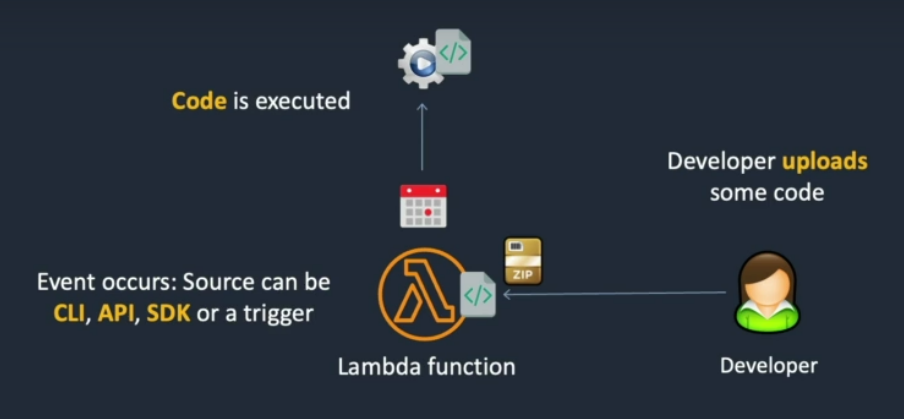 Code is executed
Developer uploads
some code
Event occurs: Source can be
CLI, API, SDK or a trigger
ZIP
Lambda function
Developer